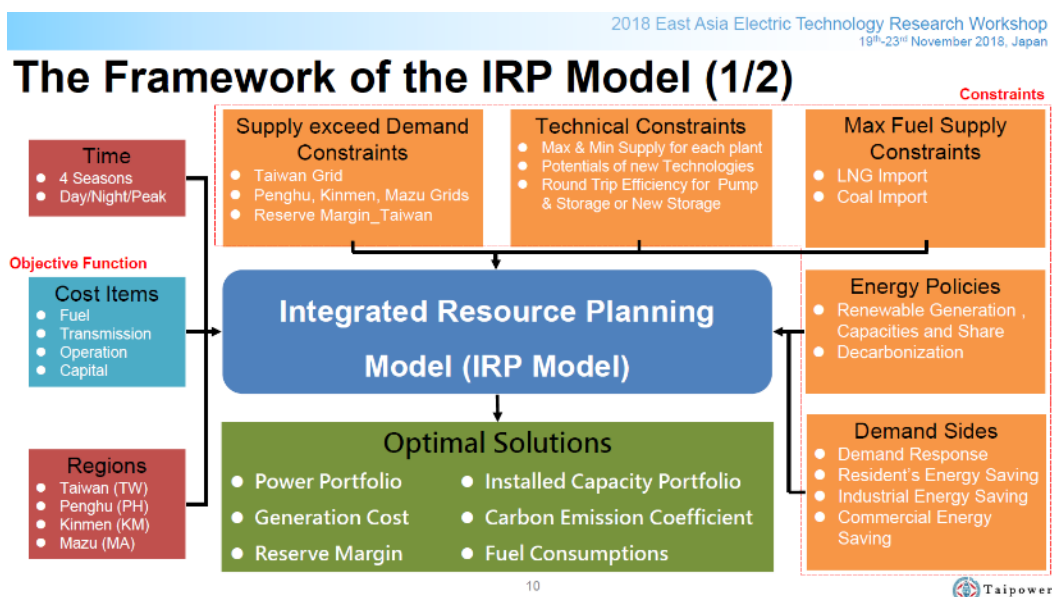 2018 East Asia Electric Technology Research Workshop
19th-23rd November 2018, Japan
The Framework of the IRP Model (1/2)
Constraints
Supply exceed Demand
Constraints
● Taiwan Grid
● Penghu, Kinmen, Mazu Grids
● Reserve Margin_Taiwan
Technical Constraints
● Max & Min Supply for each plant
● Potentials of new Technologies
● Round Trip Efficiency for Pump
& Storage or New Storage
Max Fuel Supply
Constraints
● LNG Import
● Coal Import
Time
● 4 Seasons
● Day/Night/Peak
Objective Function
Cost Items
● Fuel
● Transmission
● Operation
● Capital
Integrated Resource Planning
Model (IRP Model)
Energy Policies
● Renewable Generation ,
Capacities and Share
● Decarbonization
Regions
● Taiwan (TW)
● Penghu (PH)
● Kinmen (KM)
● Mazu (MA)
Optimal Solutions
● Power Portfolio
● Generation Cost
● Reserve Margin
● Installed Capacity Portfolio
● Carbon Emission Coefficient
● Fuel Consumptions
Demand Sides
● Demand Response
● Resident's Energy Saving
● Industrial Energy Saving
● Commercial Energy
Saving
10
Taipower